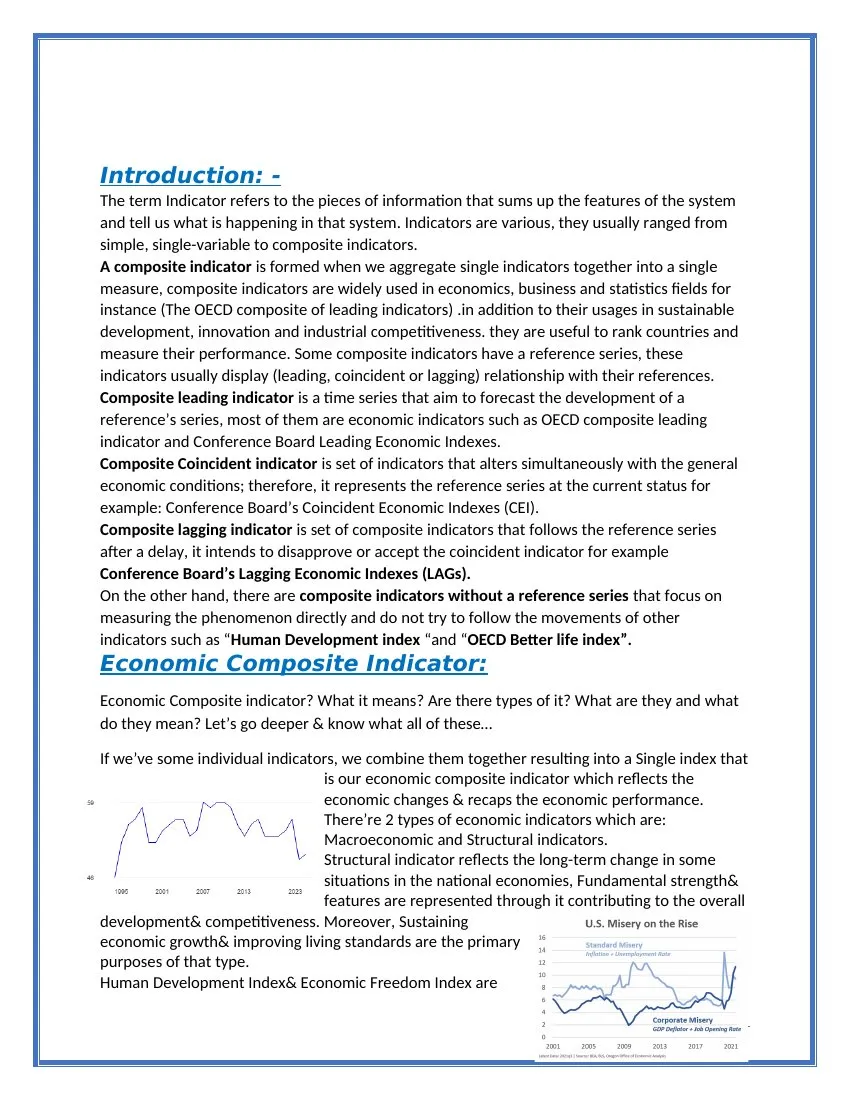 Introduction: -
The term Indicator refers to the pieces of information that sums up the features of the system
and tell us what is happening in that system. Indicators are various, they usually ranged from
simple, single-variable to composite indicators.
A composite indicator is formed when we aggregate single indicators together into a single
measure, composite indicators are widely used in economics, business and statistics fields for
instance (The OECD composite of leading indicators) .in addition to their usages in sustainable
development, innovation and industrial competitiveness. they are useful to rank countries and
measure their performance. Some composite indicators have a reference series, these
indicators usually display (leading, coincident or lagging) relationship with their references.
Composite leading indicator is a time series that aim to forecast the development of a
reference’s series, most of them are economic indicators such as OECD composite leading
indicator and Conference Board Leading Economic Indexes.
Composite Coincident indicator is set of indicators that alters simultaneously with the general
economic conditions; therefore, it represents the reference series at the current status for
example: Conference Board’s Coincident Economic Indexes (CEI).
Composite lagging indicator is set of composite indicators that follows the reference series
after a delay, it intends to disapprove or accept the coincident indicator for example
Conference Board’s Lagging Economic Indexes (LAGs).
On the other hand, there are composite indicators without a reference series that focus on
measuring the phenomenon directly and do not try to follow the movements of other
indicators such as “Human Development index “and “OECD Better life index”.
Economic Composite Indicator:
Economic Composite indicator? What it means? Are there types of it? What are they and what
do they mean? Let’s go deeper & know what all of these…
If we’ve some individual indicators, we combine them together resulting into a Single index that
is our economic composite indicator which reflects the
economic changes & recaps the economic performance.
There’re 2 types of economic indicators which are:
Macroeconomic and Structural indicators.
Structural indicator reflects the long-term change in some
situations in the national economies, Fundamental strength&
features are represented through it contributing to the overall
59
48
1995 2001 2007 2013 2023
development& competitiveness. Moreover, Sustaining
economic growth& improving living standards are the primary
purposes of that type.
Human Development Index& Economic Freedom Index are
U.S. Misery on the Rise
16
14
12
10
8
6
4
2
0
Standard Misery
Inflation + Unemployment Rate
Corporate Misery
GDP Deflator + Job Opening Rate
2001 2005 2009 2013 2017 2021
Latest Data: 2021q3 | Source: BEA, BLS, Oregon Office of Economic Analysis